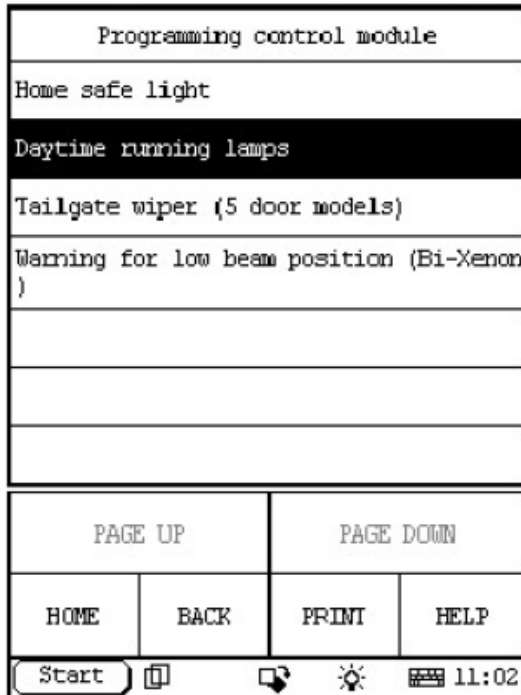 Programming control module
Home safe light
Daytime running lamps
Tailgate wiper (5 door models)
Warning for low beam position (Bi-Xenon
)
PAGE UP PAGE DOWN
HOME BACK PRINT HELP
Start 11:02